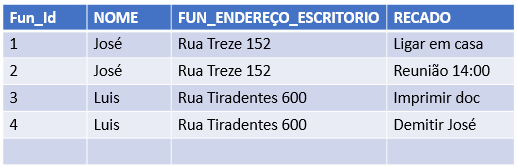 Fun_Id NOME FUN_ENDEREÇO_ESCRITORIO RECADO
1 José Rua Treze 152 Ligar em casa
2 José Rua Treze 152 Reunião 14:00
3 Luis Rua Tiradentes 600 Imprimir doc
4 Luis Rua Tiradentes 600 Demitir José